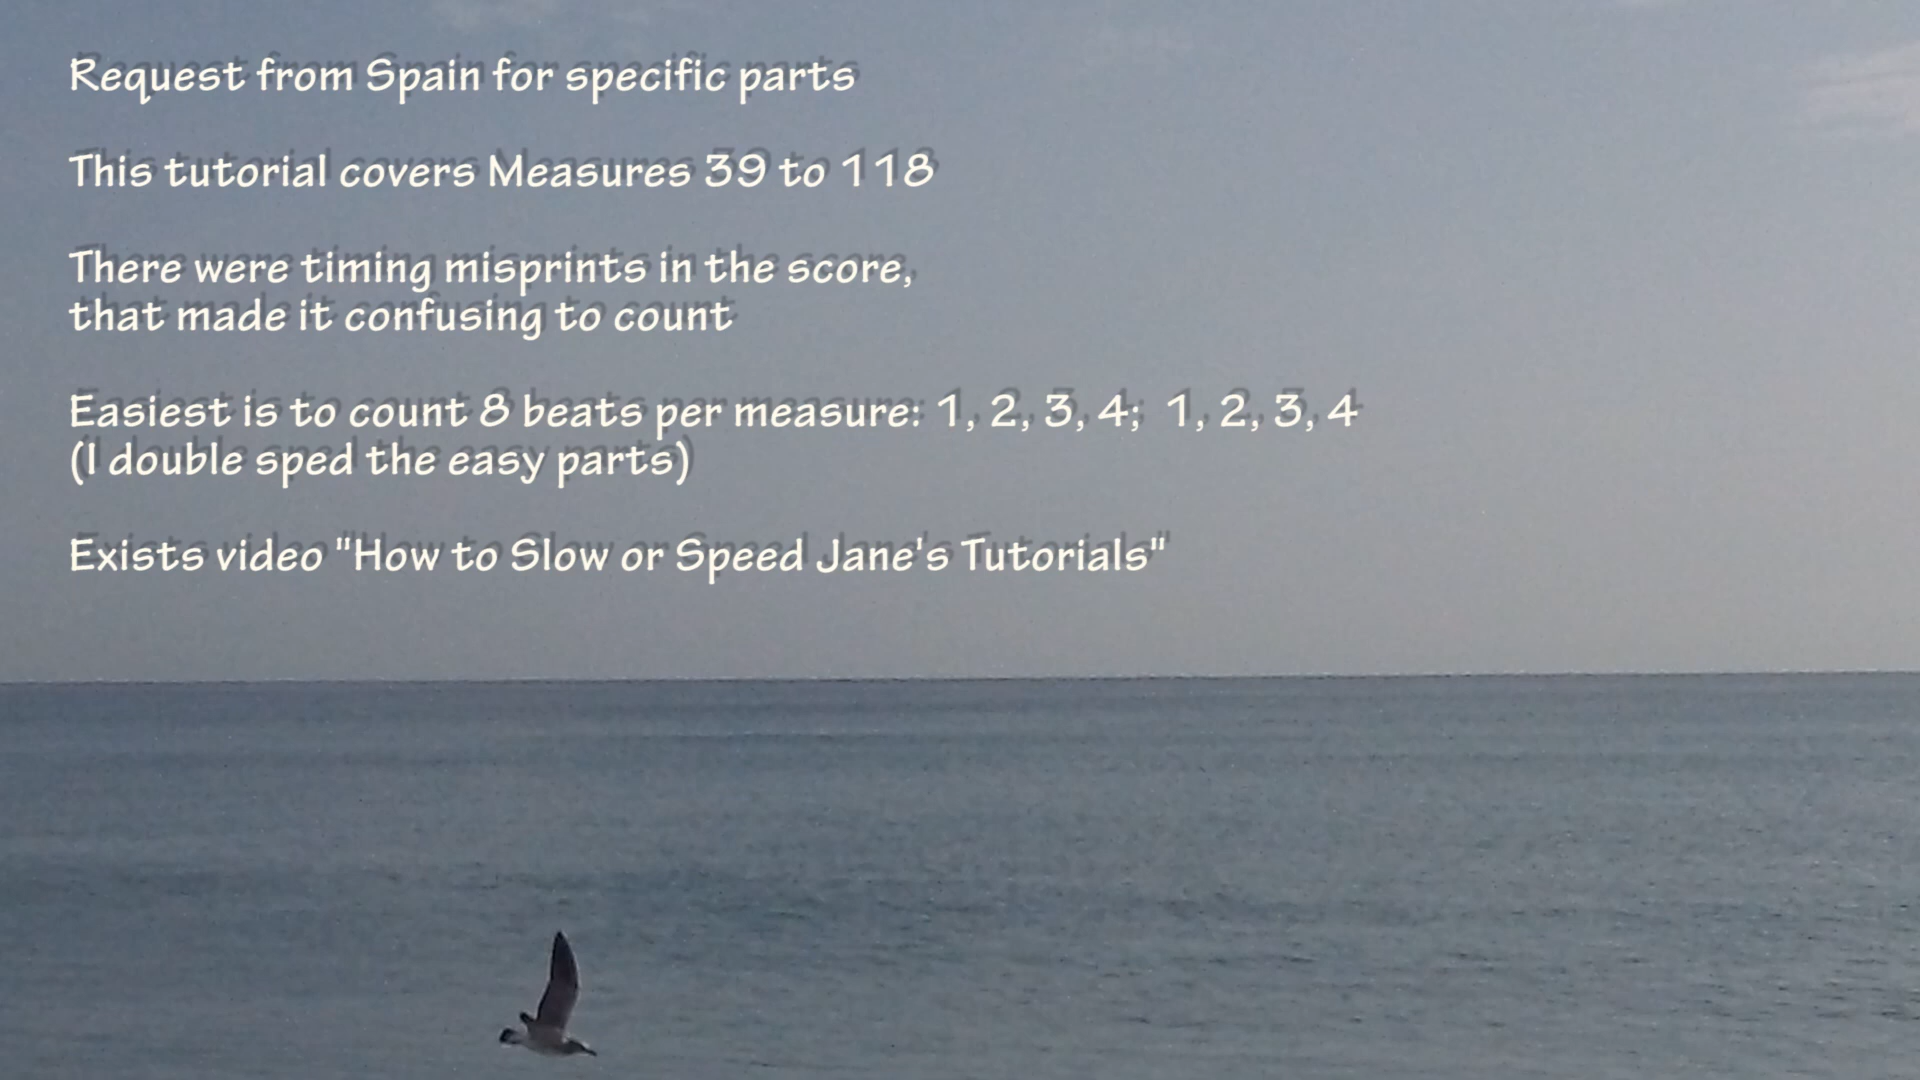 Request from Spain for specific parts
This tutorial covers Measures 39 to 118
There were timing misprints in the score,
that made it confusing to count
Easiest is to count 8 beats per measure: 1, 2, 3, 4;  1, 2, 3, 4
(I double sped the easy parts)
Exists video "How to Slow or Speed Jane's Tutorials"